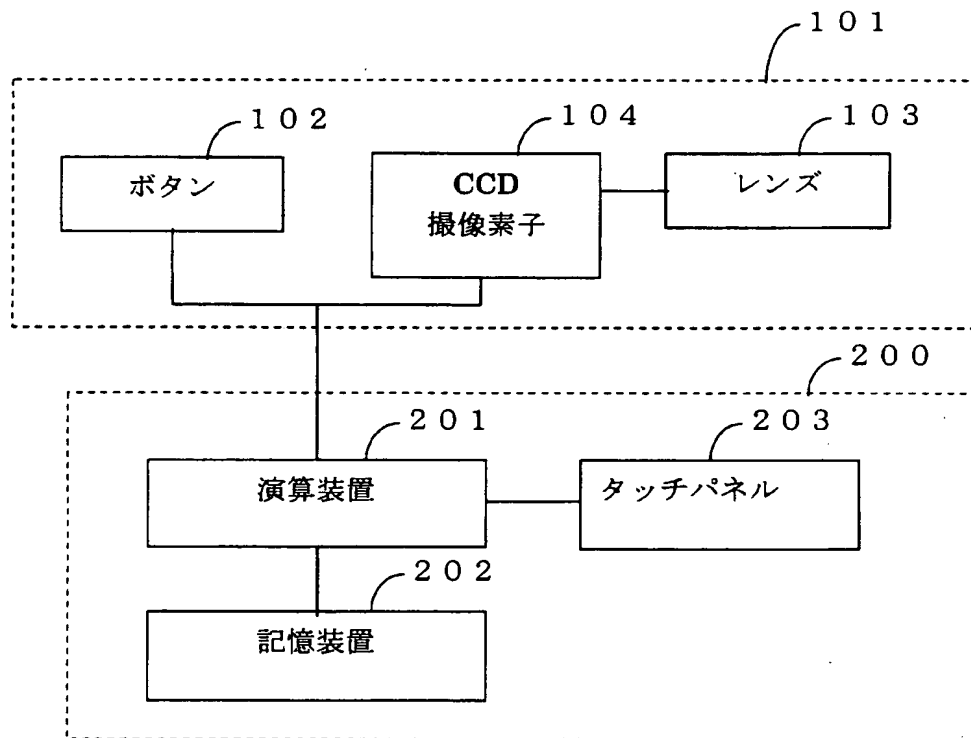 １０１
１０２
１０４
１０３
ボタン
CCD
撮像素子
レンズ
２００
２０１
２０３
演算装置
タッチパネル
２０２
記憶装置